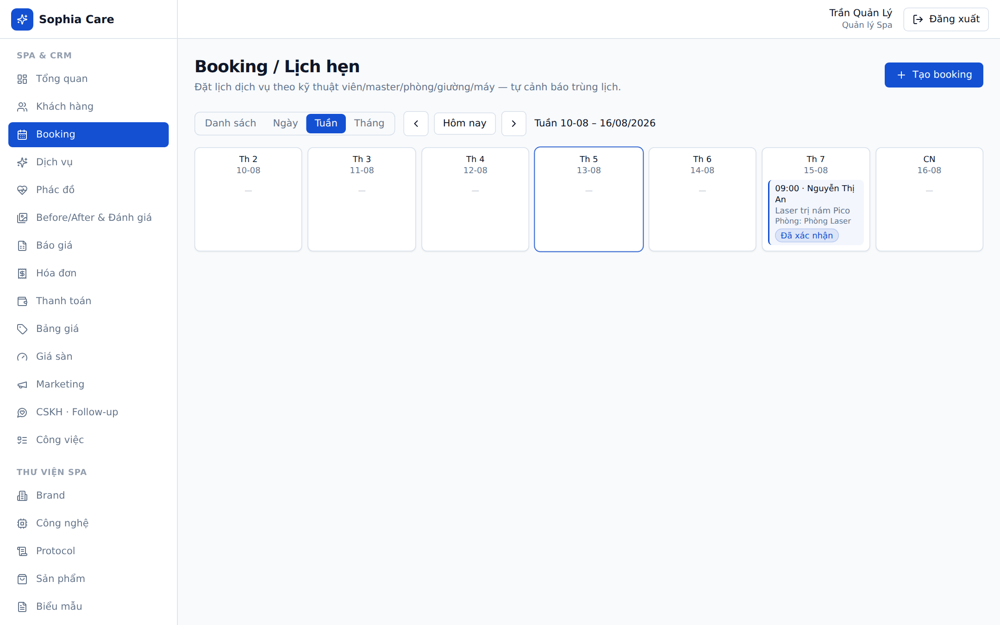 Sophia Care
Trần Quản Lý
Quản lý Spa
Đăng xuất
SPA & CRM
Tổng quan
Khách hàng
Booking
Dịch vụ
Phác đồ
Before/After & Đánh giá
Báo giá
Hóa đơn
Thanh toán
Bảng giá
Giá sàn
Marketing
CSKH · Follow-up
Công việc
THƯ VIỆN SPA
Brand
Công nghệ
Protocol
Sản phẩm
Biểu mẫu
Booking / Lịch hẹn
Đặt lịch dịch vụ theo kỹ thuật viên/master/phòng/giường/máy — tự cảnh báo trùng lịch.
Tạo booking
Danh sách Ngày Tuần Tháng Hôm nay Tuần 10-08 – 16/08/2026
Th 2
10-08
—
Th 3
11-08
—
Th 4
12-08
—
Th 5
13-08
—
Th 6
14-08
—
Th 7
15-08
09:00 · Nguyễn Thị
An
Laser trị nám Pico
Phòng: Phòng Laser
Đã xác nhận
CN
16-08
—